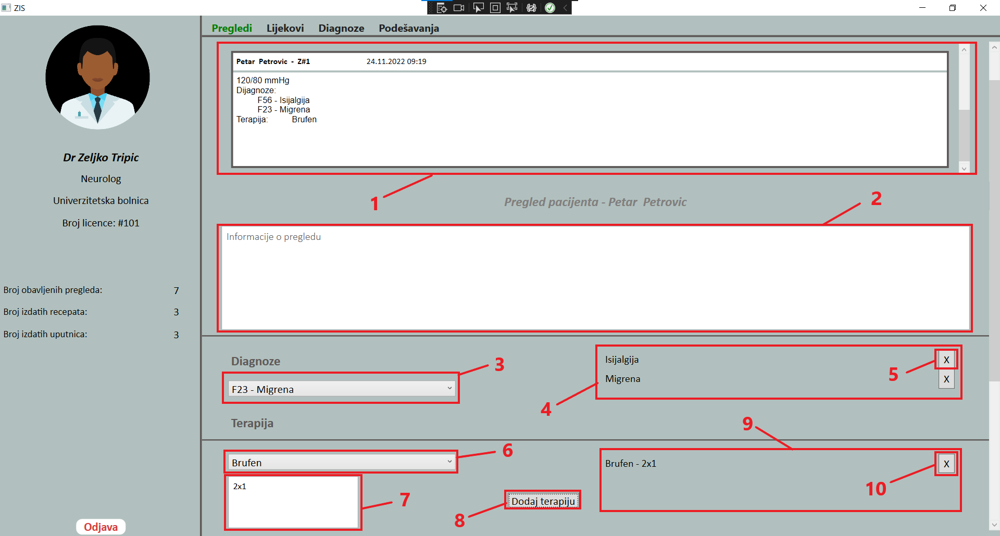 ZIS
Dr Zeljko Tripic
Neurolog
Univerzitetska bolnica
Broj licence: #101
Broj obavljenih pregleda: 7
Broj izdatih recepata: 3
Broj izdatih uputnica: 3
Odjava
Pregledi Lijekovi Diagnoze Podešavanja
Petar Petrovic - Z#1 24.11.2022 09:19
120/80 mmHg
Dijagnoze:
F56 - Isijalgija
F23 - Migrena
Terapija: Brufen
1
Pregled pacijenta - Petar Petrovic
2
Informacije o pregledu
Diagnoze
3
F23 - Migrena
Isijalgija X
5
Migrena X
4
Terapija
9
6
Brufen
Brufen - 2x1 X
10
2x1
7
Dodaj terapiju
8